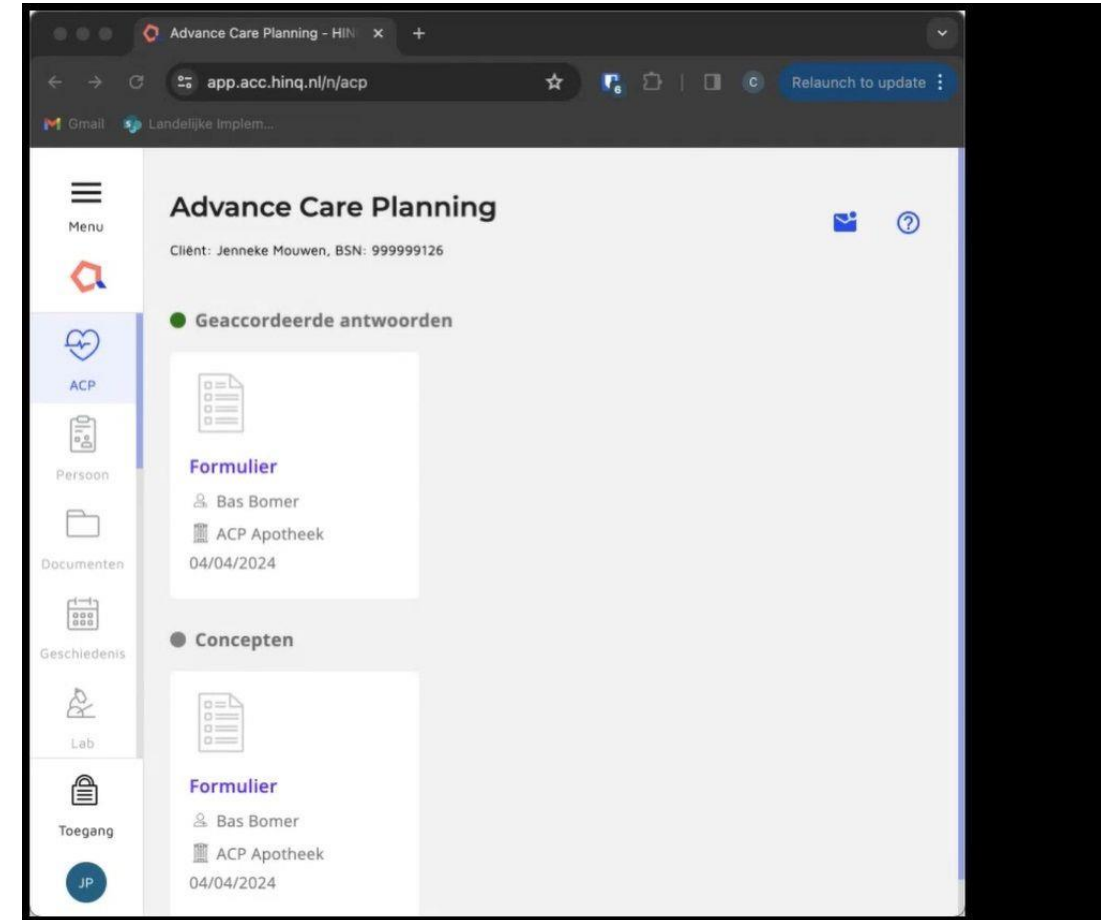 Advance Care Planning - HIN
app.acc.hinq.nl/n/acp
6
C
Relaunch to update
Gmail
Landelijke Implem...
Menu
Advance Care Planning
Cliënt: Jenneke Mouwen, BSN: 999999126
Geaccordeerde antwoorden
ACP
Formulier
Persoon
Bas Bomer
ACP Apotheek
04/04/2024
Documenten
Concepten
Geschiedenis
Lab
Formulier
Toegang
Bas Bomer
ACP Apotheek
04/04/2024
JP